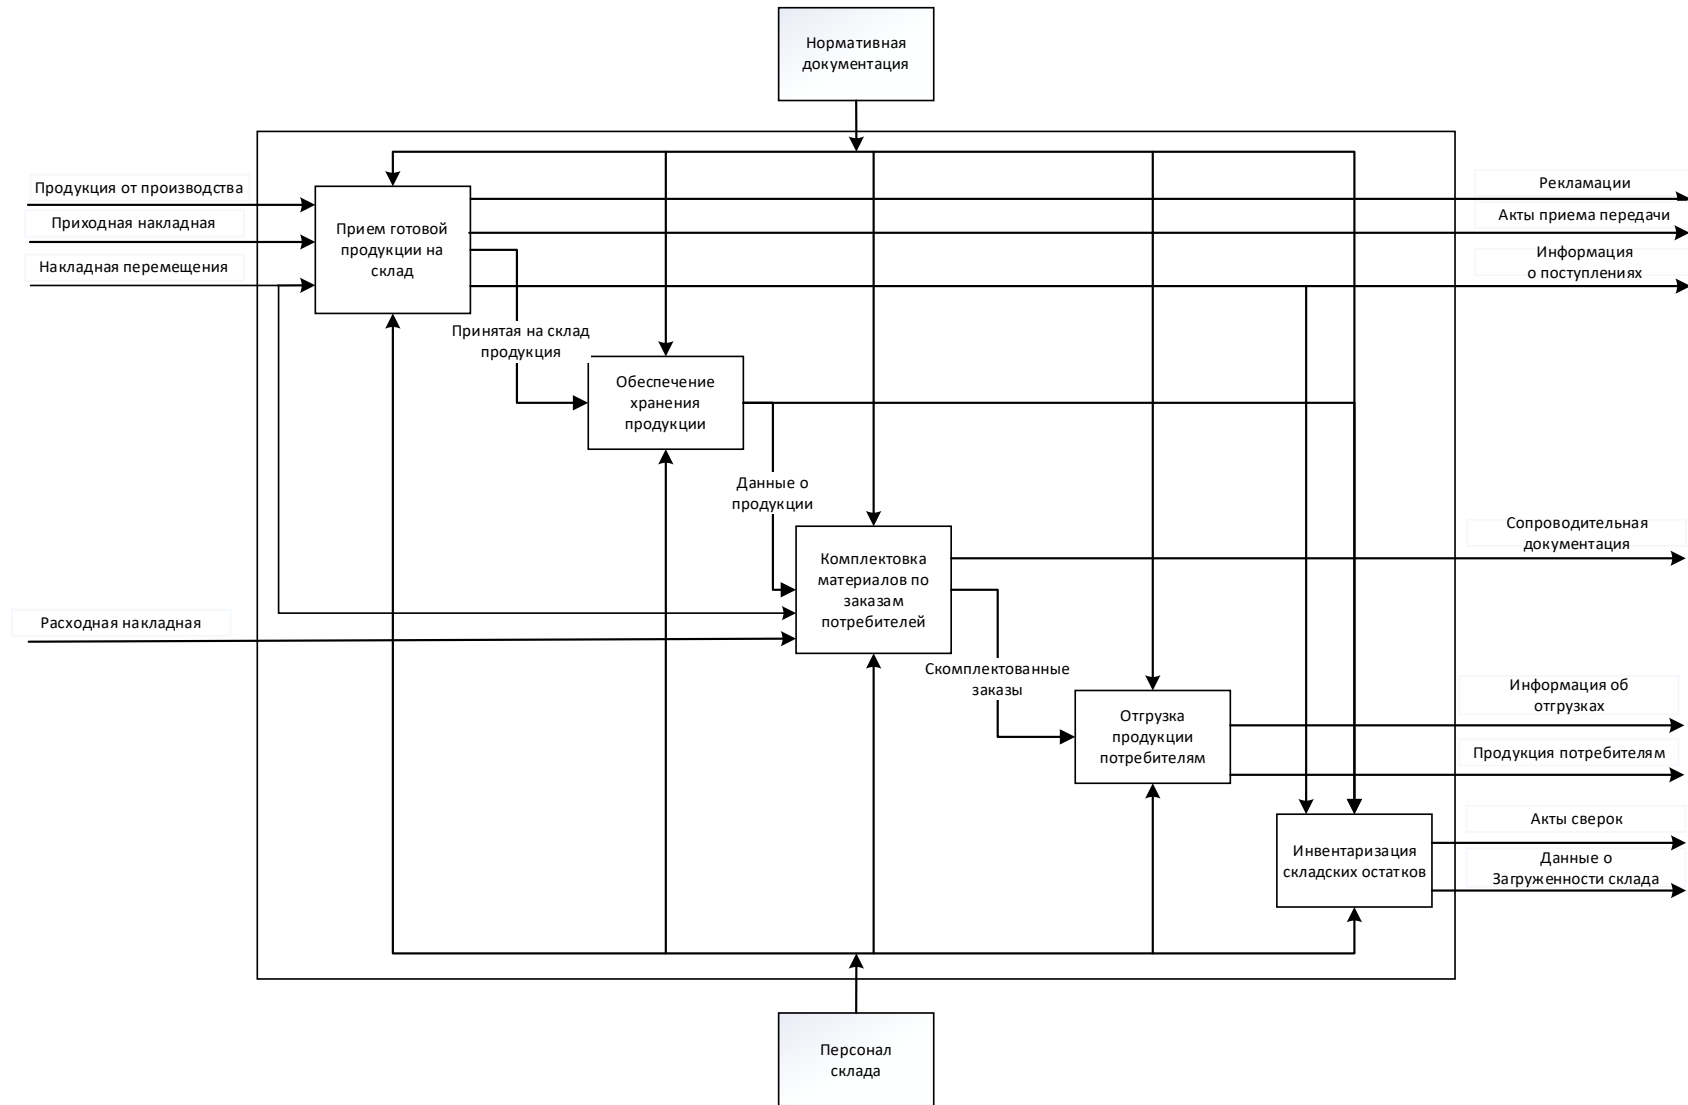 Нормативная
документация
Продукция от производства
Приходная накладная
Накладная перемещения
Прием готовой
продукции на
склад
Рекламации
Акты приема передачи
Информация
о поступлениях
Принятая на склад
продукция
Обеспечение
хранения
продукции
Данные о
продукции
Комплектовка
материалов по
заказам
потребителей
Сопроводительная
документация
Расходная накладная
Скомплектованные
заказы
Отгрузка
продукции
потребителям
Информация об
отгрузках
Продукция потребителям
Инвентаризация
складских остатков
Акты сверок
Данные о
Загруженности склада
Персонал
склада